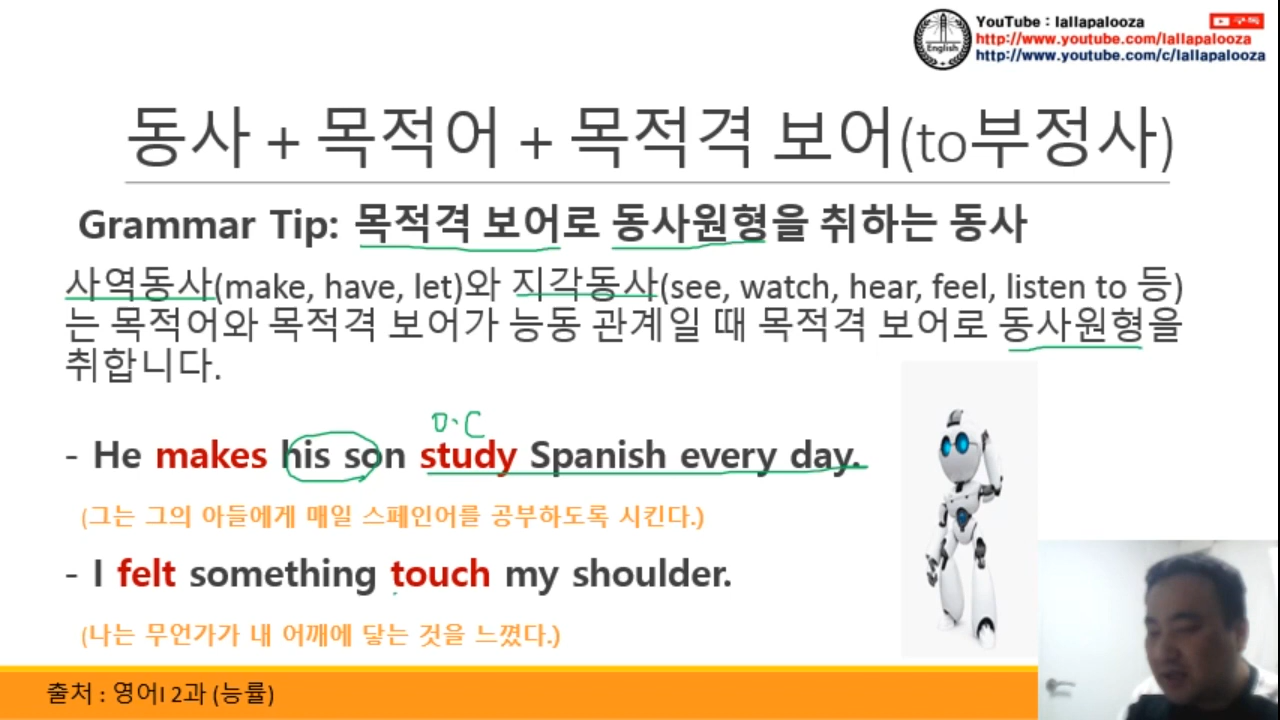 YouTube : lallapalooza
구독
http://www.youtube.com/lallapalooza
http://www.youtube.com/c/lallapalooza
English
동사 + 목적어 + 목적격 보어(to부정사)
Grammar Tip: 목적격 보어로 동사원형을 취하는 동사
사역동사(make, have, let)와 지각동사(see, watch, hear, feel, listen to 등)
는 목적어와 목적격 보어가 능동 관계일 때 목적격 보어로 동사원형을
취합니다.
O·C
- He makes his son study Spanish every day.
(그는 그의 아들에게 매일 스페인어를 공부하도록 시킨다.)
- I felt something touch my shoulder.
(나는 무언가가 내 어깨에 닿는 것을 느꼈다.)
출처 : 영어I 2과 (능률)